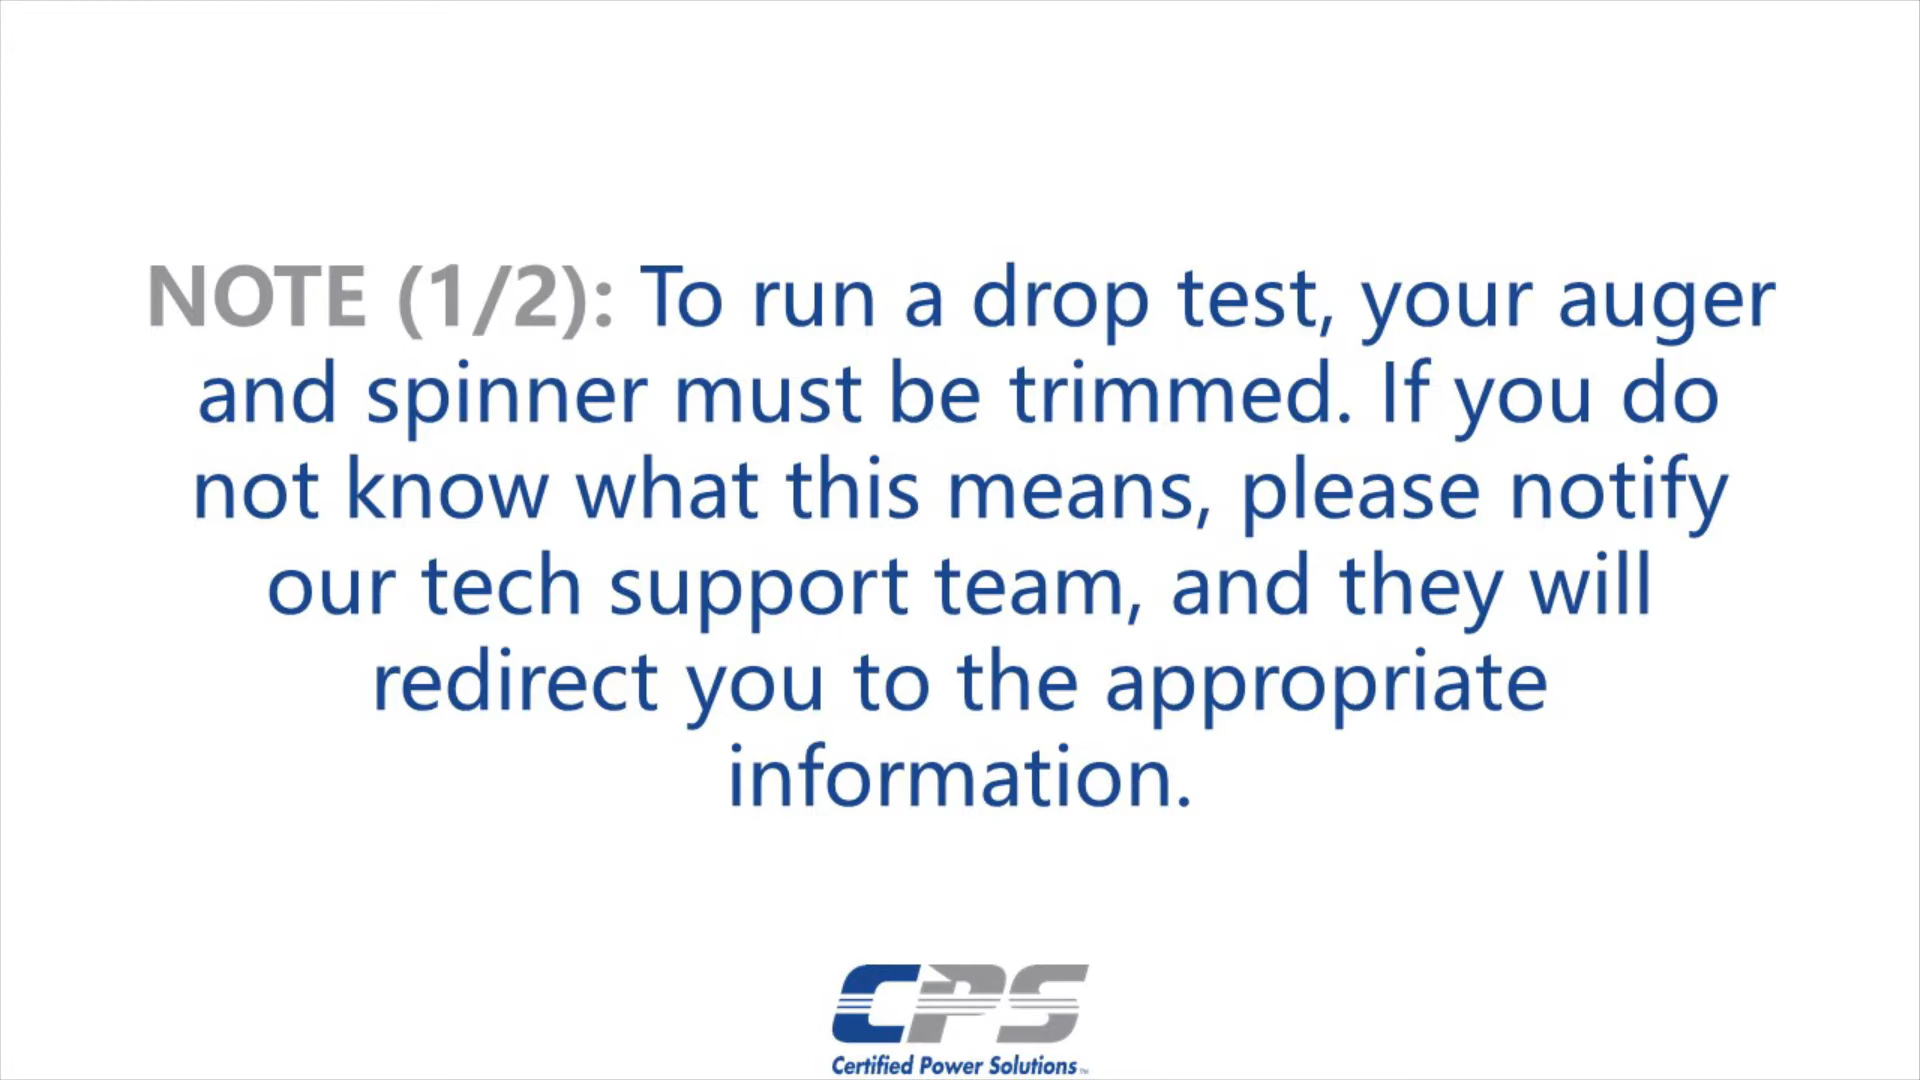 NOTE (1/2): To run a drop test, your auger
and spinner must be trimmed. If you do
not know what this means, please notify
our tech support team, and they will
redirect you to the appropriate
information.
CPS
Certified Power Solutions™